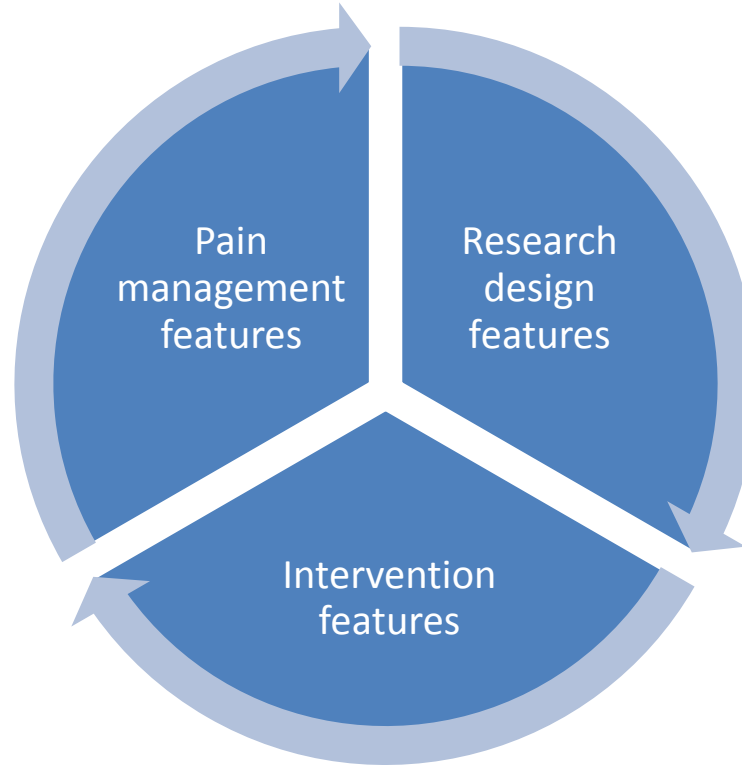 Pain
management
features
Research
design
features
Intervention
features